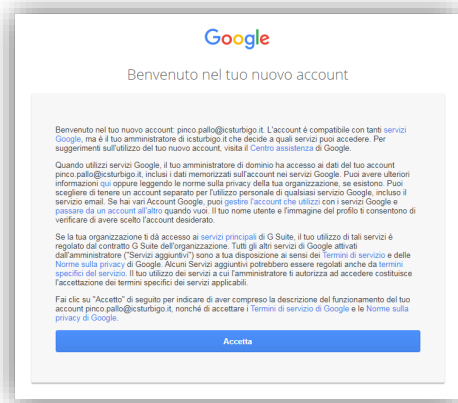 Google
Benvenuto nel tuo nuovo account
Benvenuto nel tuo nuovo account: pinco.pallo@icsturbigo.it. L'account è compatibile con tanti servizi
Google, ma è il tuo amministratore di icsturbigo.it che decide a quali servizi puoi accedere. Per
suggerimenti sull'utilizzo del tuo nuovo account, visita il Centro assistenza di Google.
Quando utilizzi servizi Google, il tuo amministratore di dominio ha accesso ai dati del tuo account
pinco.pallo@icsturbigo.it, inclusi i dati memorizzati sull'account nei servizi Google. Puoi avere ulteriori
informazioni qui oppure leggendo le norme sulla privacy della tua organizzazione, se esistono. Puoi
scegliere di tenere un account separato per l'utilizzo personale di qualsiasi servizio Google, incluso il
servizio email. Se hai vari Account Google, puoi gestire l'account che utilizzi con i servizi Google e
passare da un account all'altro quando vuoi. Il tuo nome utente e l'immagine del profilo ti consentono di
verificare di avere scelto l'account desiderato.
Se la tua organizzazione ti dà accesso ai servizi principali di G Suite, il tuo utilizzo di tali servizi è
regolato dal contratto G Suite dell'organizzazione. Tutti gli altri servizi di Google attivati
dall'amministratore ("Servizi aggiuntivi") sono a tua disposizione ai sensi dei Termini di servizio e delle
Norme sulla privacy di Google. Alcuni Servizi aggiuntivi potrebbero essere regolati anche da termini
specifici del servizio. Il tuo utilizzo dei servizi a cui l'amministratore ti autorizza ad accedere costituisce
l'accettazione dei termini specifici dei servizi applicabili.
Fai clic su "Accetto" di seguito per indicare di aver compreso la descrizione del funzionamento del tuo
account pinco.pallo@icsturbigo.it, nonché di accettare i Termini di servizio di Google e le Norme sulla
privacy di Google.
Accetta